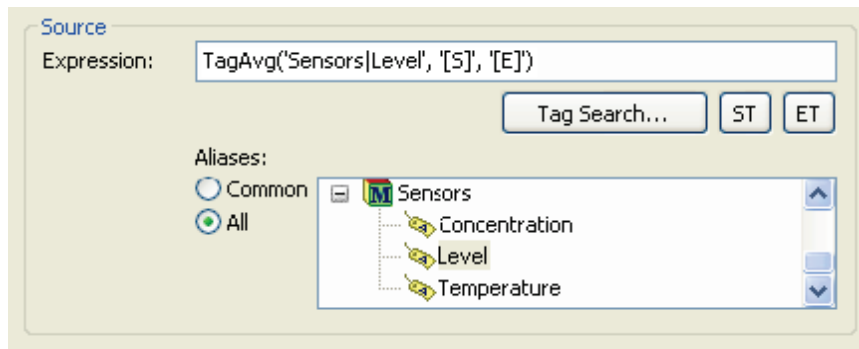 Source
Expression: TagAvg('Sensors|Level', '[S]', '[E]')
Tag Search... ST ET
Aliases:
Common
All
M Sensors
Concentration
Level
Temperature